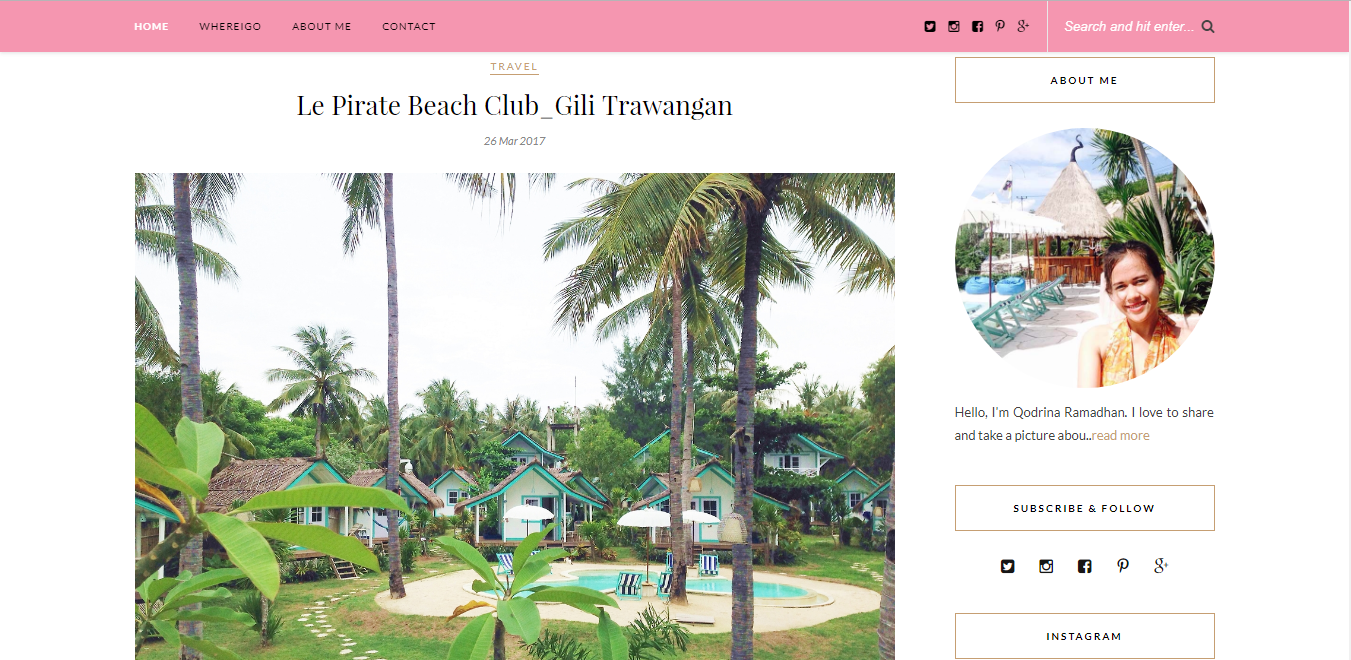 HOME WHEREIGO ABOUT ME CONTACT Search and hit enter...
TRAVEL
Le Pirate Beach Club_Gili Trawangan
26 Mar 2017
ABOUT ME
Hello, I'm Qodrina Ramadhan. I love to share
and take a picture abou..read more
SUBSCRIBE & FOLLOW
INSTAGRAM